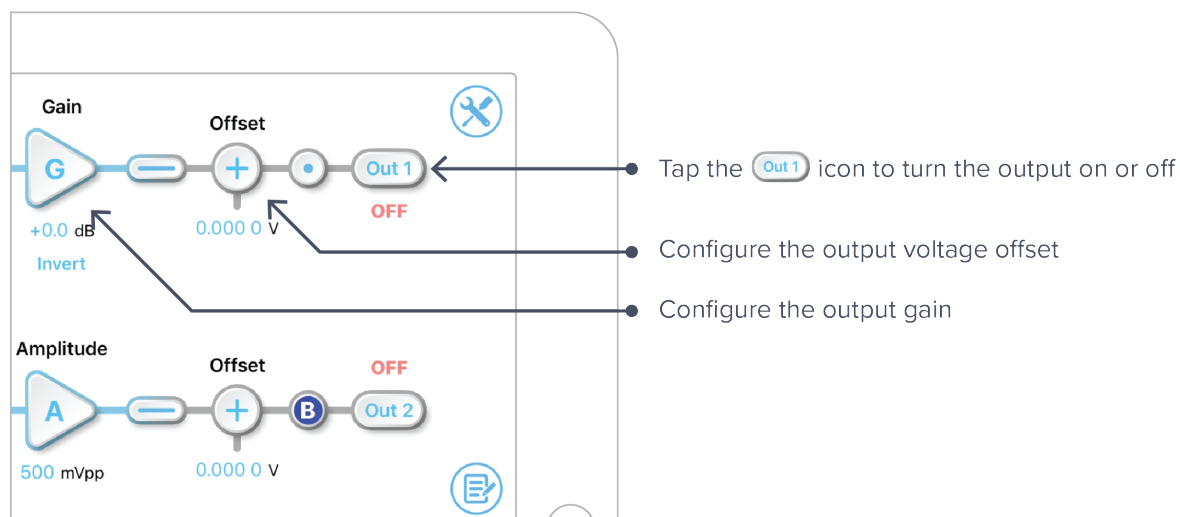 Gain
Offset
G
Out 1
Tap the Out 1 icon to turn the output on or off
OFF
+0.0 dB
0.000 0 V
Configure the output voltage offset
Invert
Configure the output gain
Amplitude
Offset
OFF
A
B
Out 2
500 mVpp
0.000 0 V